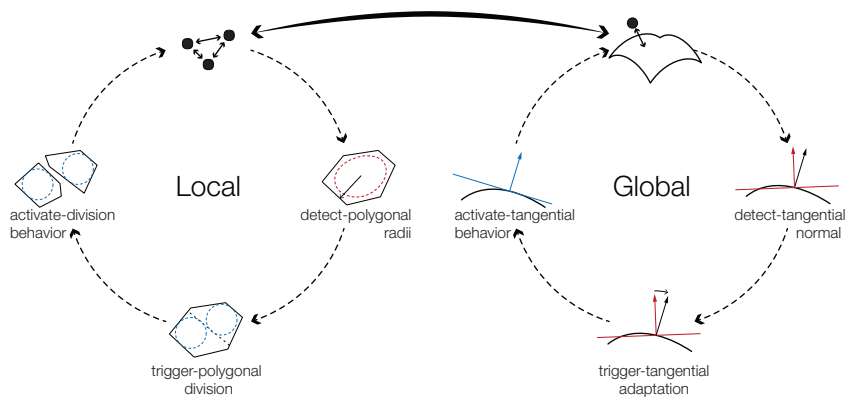 Local
Global
activate-division
behavior
detect-polygonal
radii
activate-tangential
behavior
detect-tangential
normal
trigger-polygonal
division
trigger-tangential
adaptation